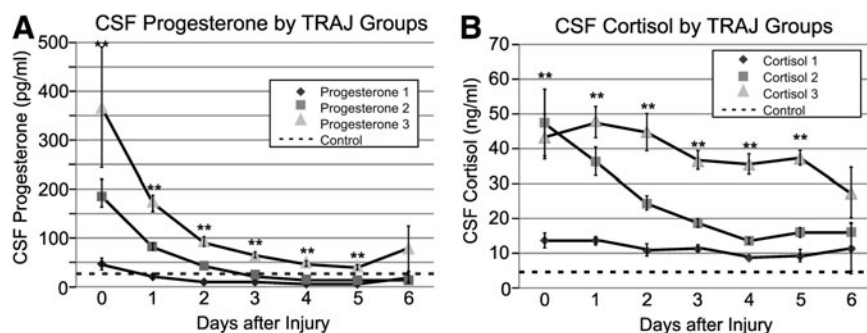 A
CSF Progesterone by TRAJ Groups
CSF Progesterone (pg/ml)
500
400
300
200
100
00
**
**
**
**
**
**
Progesterone 1
Progesterone 2
Progesterone 3
Control
0 1 2 3 4 5 6
Days after Injury
B
CSF Cortisol by TRAJ Groups
CSF Cortisol (ng/ml)
70
60
50
40
30
20
10
0
**
**
**
**
**
**
Cortisol 1
Cortisol 2
Cortisol 3
Control
0 1 2 3 4 5 6
Days after Injury